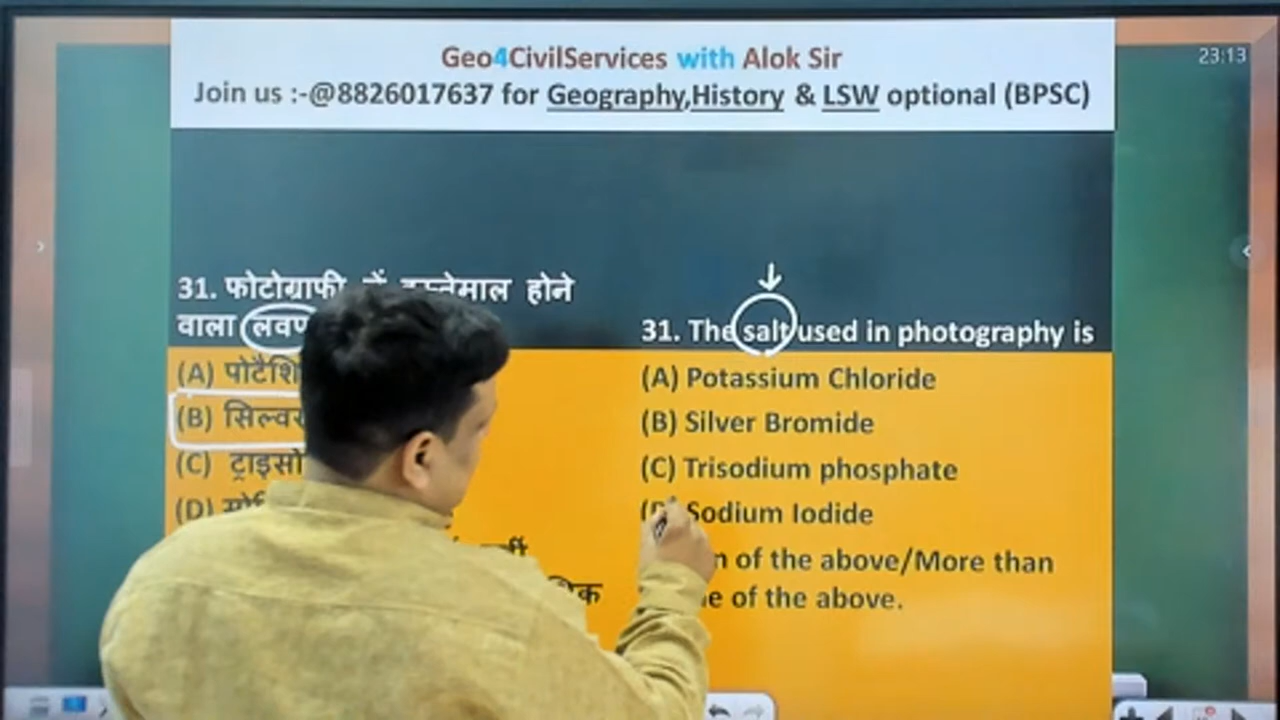 Geo4CivilServices with Alok Sir
Join us :-@8826017637 for Geography,History & LSW optional (BPSC)
23:13
31. फोटोग्राफी में इस्तेमाल होने
वाला
(A)
(B)
(C)
(D)
31. The salt used in photography is
(A) Potassium Chloride
(B) Silver Bromide
(C) Trisodium phosphate
Sodium Iodide
of the above/More than
of the above.